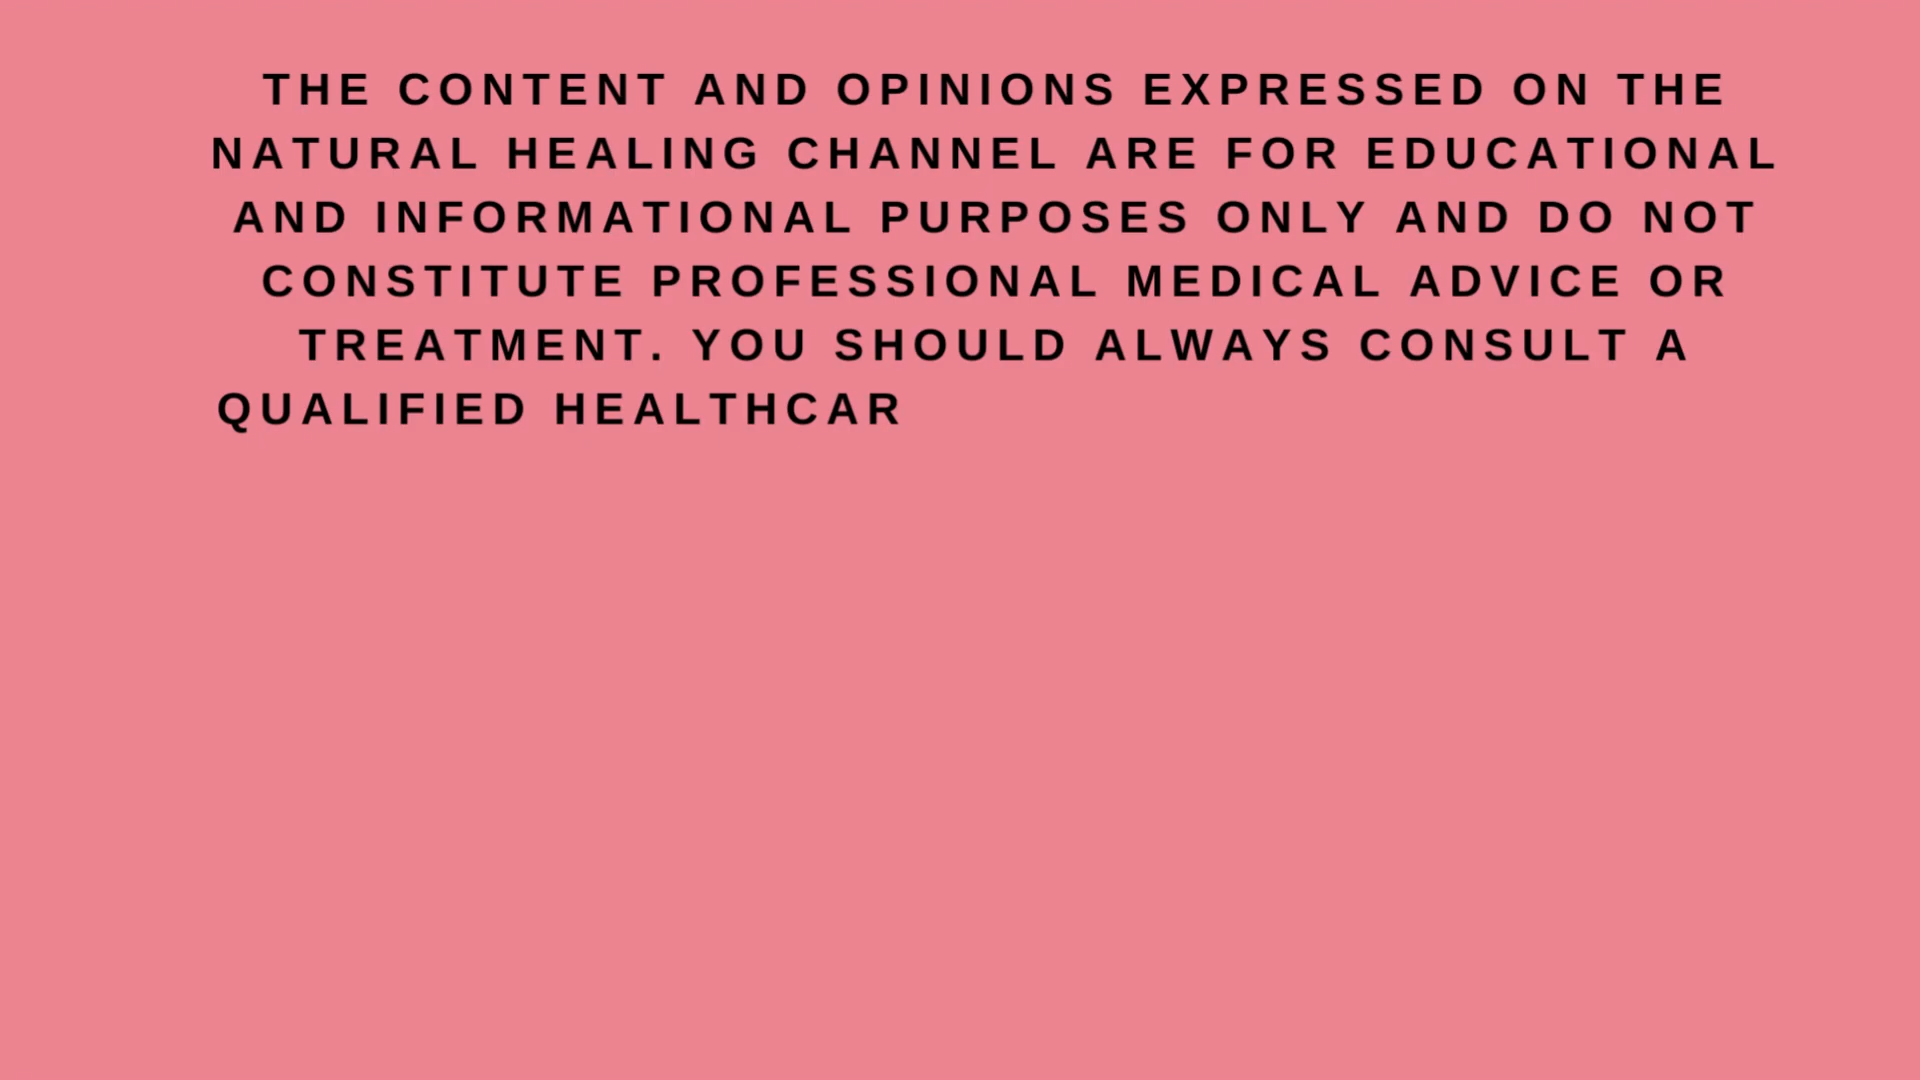 THE CONTENT AND OPINIONS EXPRESSED ON THE
NATURAL HEALING CHANNEL ARE FOR EDUCATIONAL
AND INFORMATIONAL PURPOSES ONLY AND DO NOT
CONSTITUTE PROFESSIONAL MEDICAL ADVICE OR
TREATMENT. YOU SHOULD ALWAYS CONSULT A
QUALIFIED HEALTHCAR